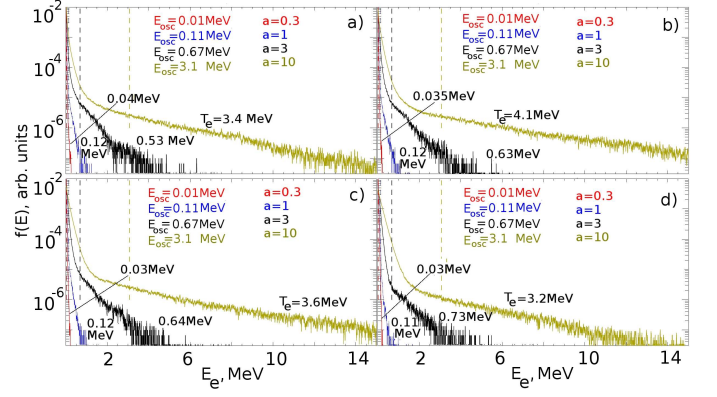 10⁻²
10⁻⁴
10⁻⁶
10⁻²
10⁻⁴
10⁻⁶
f(E), arb. units
a)
E_osc=0.01MeV a=0.3
E_osc=0.11MeV a=1
E_osc=0.67MeV a=3
E_osc=3.1 MeV a=10
0.04MeV
T_e=3.4 MeV
0.12
MeV
0.53 MeV
b)
E_osc=0.01MeV a=0.3
E_osc=0.11MeV a=1
E_osc=0.67MeV a=3
E_osc=3.1 MeV a=10
0.035MeV
T_e=4.1MeV
0.12
MeV
0.63MeV
c)
E_osc=0.01MeV a=0.3
E_osc=0.11MeV a=1
E_osc=0.67MeV a=3
E_osc=3.1 MeV a=10
0.03MeV
T_e=3.6MeV
0.12
MeV
0.64MeV
2 6 10 14
E_e, MeV
d)
E_osc=0.01MeV a=0.3
E_osc=0.11MeV a=1
E_osc=0.67MeV a=3
E_osc=3.1 MeV a=10
0.03MeV
T_e=3.2MeV
0.11
MeV
0.73MeV
2 6 10 14
E_e, MeV